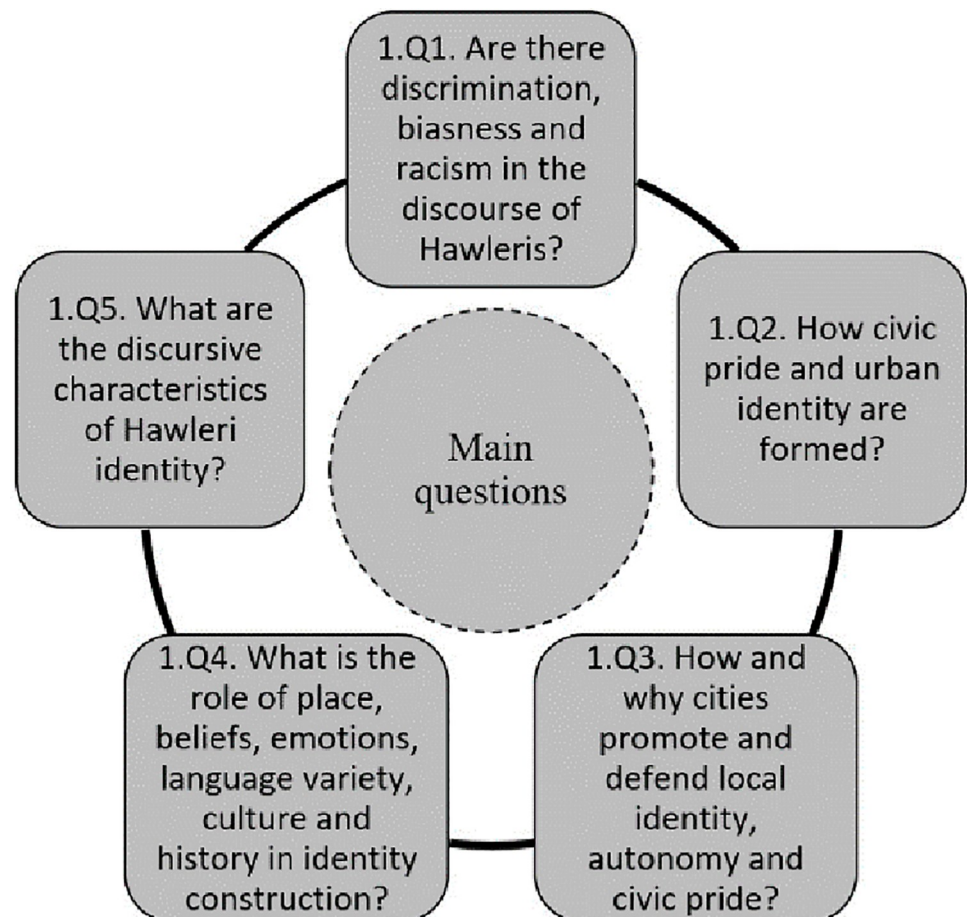 1.Q1. Are there
discrimination,
biasness and
racism in the
discourse of
Hawleris?
1.Q2. How civic
pride and urban
identity are
formed?
1.Q3. How and
why cities
promote and
defend local
identity,
autonomy and
civic pride?
1.Q4. What is the
role of place,
beliefs, emotions,
language variety,
culture and
history in identity
construction?
1.Q5. What are
the discursive
characteristics
of Hawleri
identity?
Main
questions